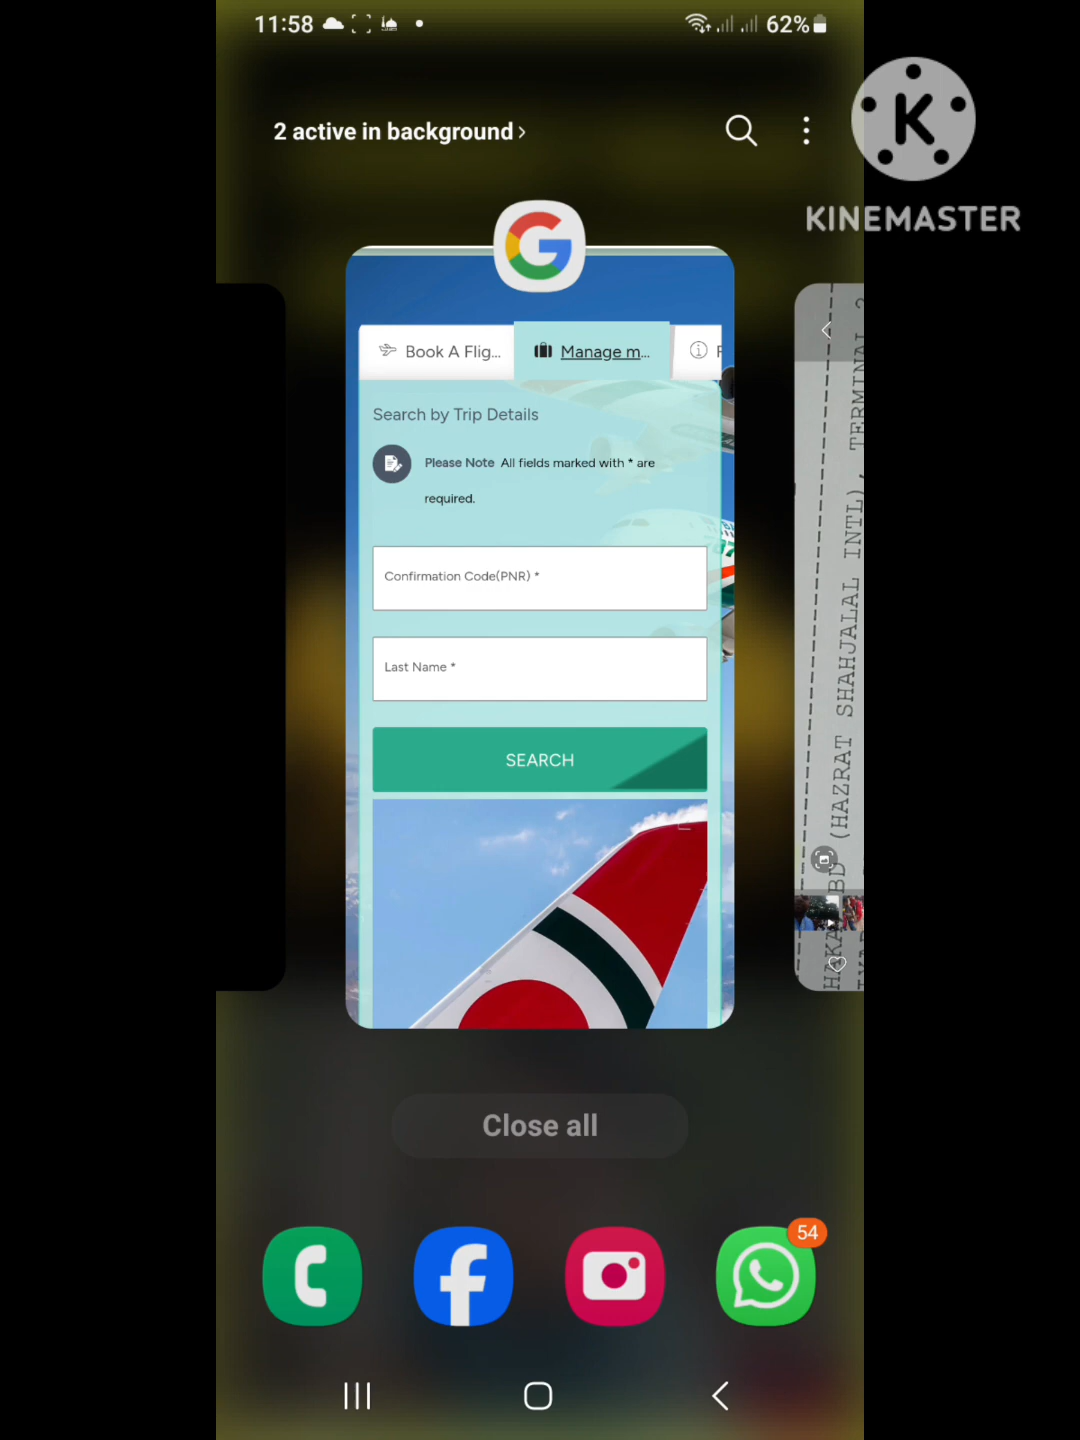 11:58
62%
2 active in background ›
K
KINEMASTER
Book A Flig...
Manage m...
Search by Trip Details
Please Note All fields marked with * are
required.
Confirmation Code(PNR) *
Last Name *
SEARCH
(HAZRAT SHAHJALAL INTL), TERMINAL
Close all
54